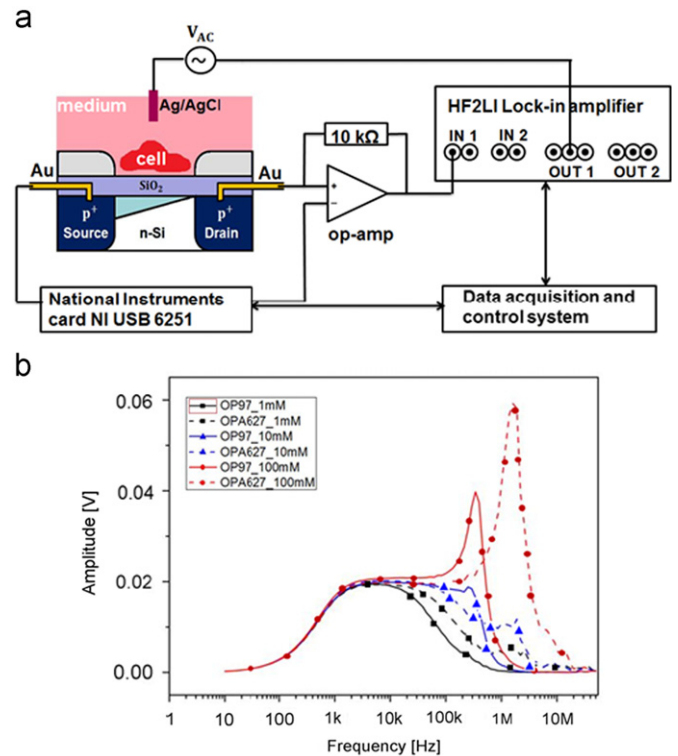 a
V_AC
medium
Ag/AgCl
HF2LI Lock-in amplifier
IN 1 IN 2
OUT 1 OUT 2
10 kΩ
cell
Au
SiO₂
Au
p⁺
Source
n-Si
p⁺
Drain
+
−
op-amp
National Instruments
card NI USB 6251
Data acquisition and
control system
b
OP97_1mM
OPA627_1mM
OP97_10mM
OPA627_10mM
OP97_100mM
OPA627_100mM
Amplitude [V]
0.06
0.04
0.02
0.00
1 10 100 1k 10k 100k 1M 10M
Frequency [Hz]